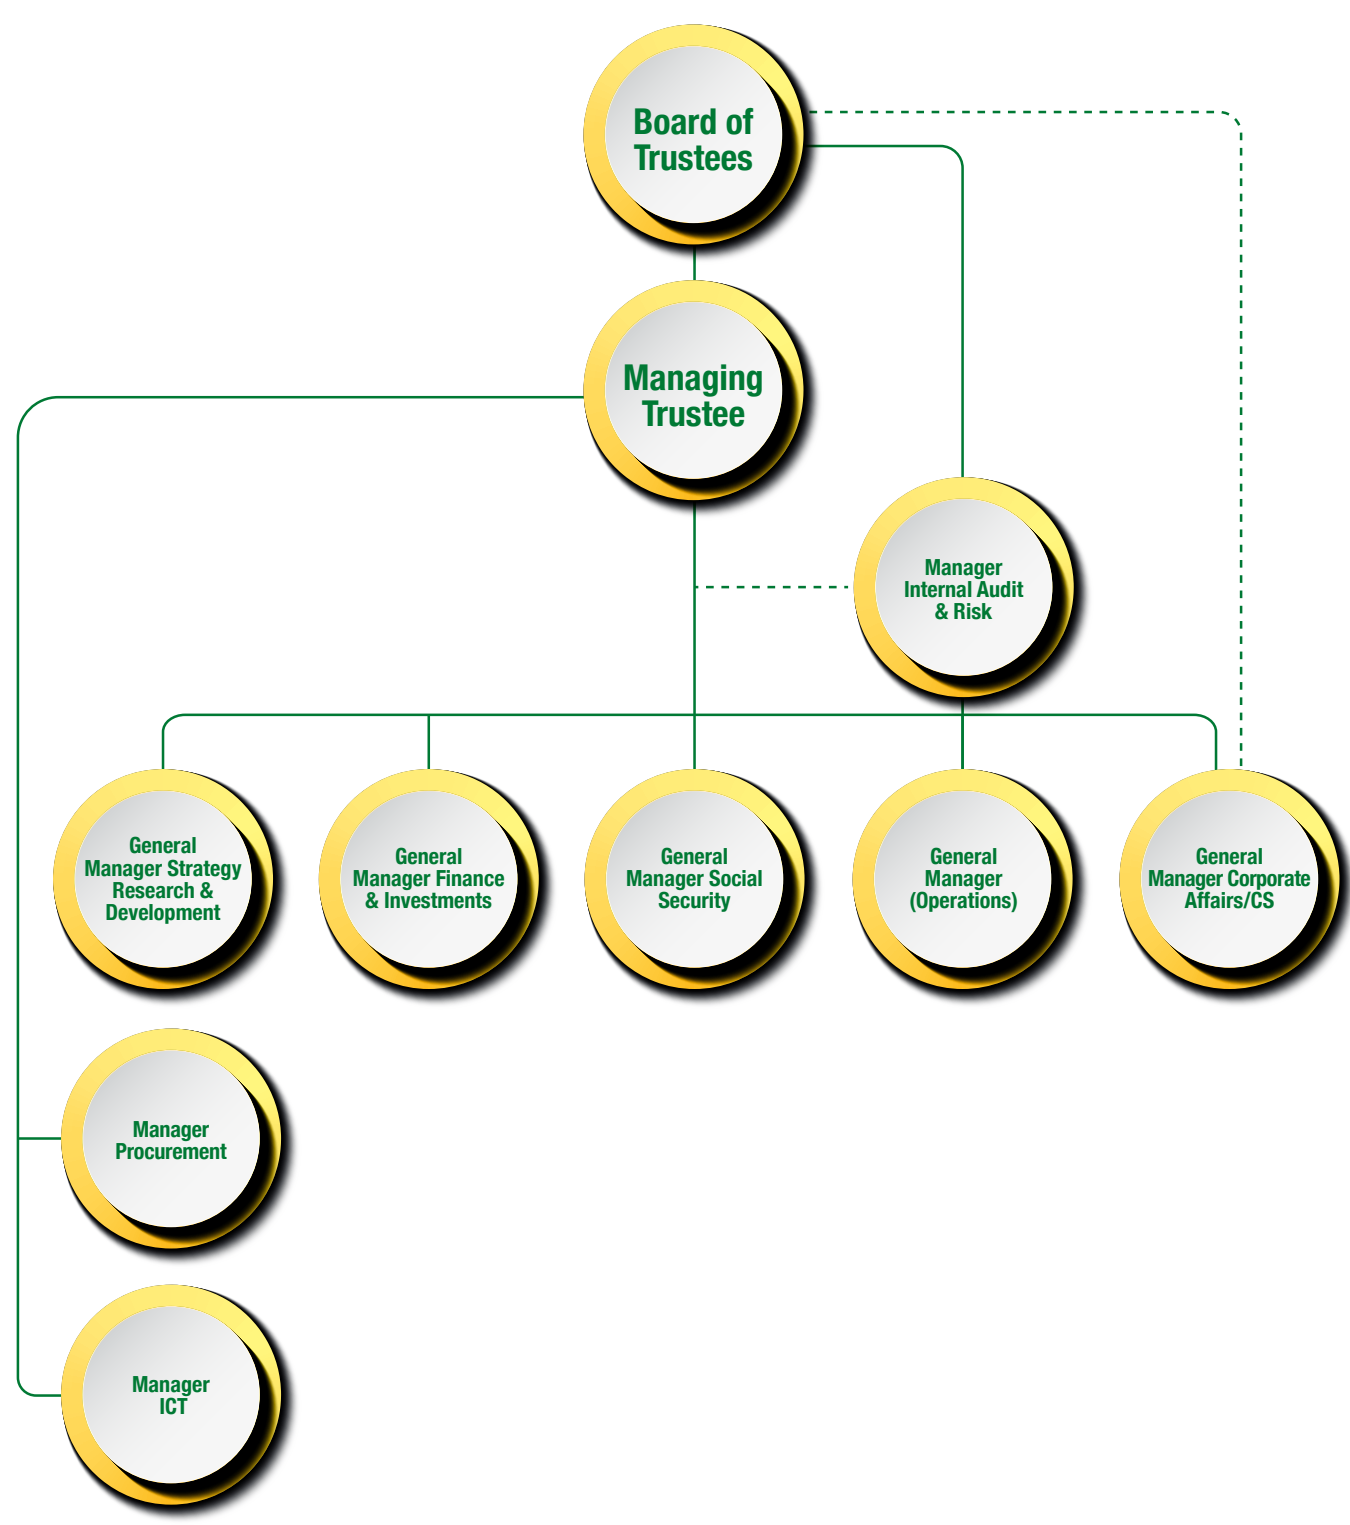 Board of
Trustees
Managing
Trustee
Manager
Internal Audit
& Risk
General
Manager Strategy
Research &
Development
General
Manager Finance
& Investments
General
Manager Social
Security
General
Manager
(Operations)
General
Manager Corporate
Affairs/CS
Manager
Procurement
Manager
ICT